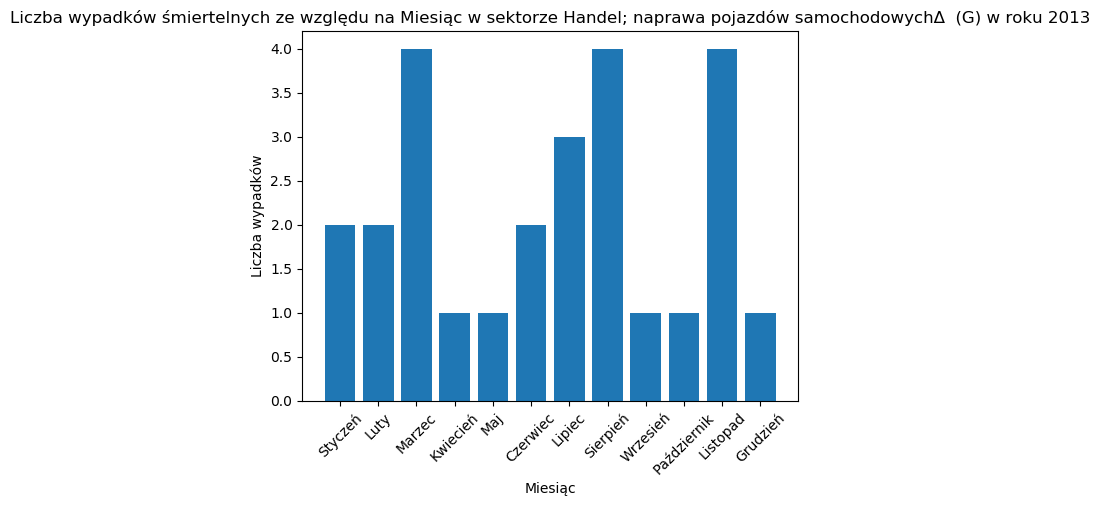 Liczba wypadków śmiertelnych ze względu na Miesiąc w sektorze Handel; naprawa pojazdów samochodowychΔ  (G) w roku 2013
4.0
3.5
3.0
2.5
2.0
1.5
1.0
0.5
0.0
Liczba wypadków
Styczeń
Luty
Marzec
Kwiecień
Maj
Czerwiec
Lipiec
Sierpień
Wrzesień
Październik
Listopad
Grudzień
Miesiąc